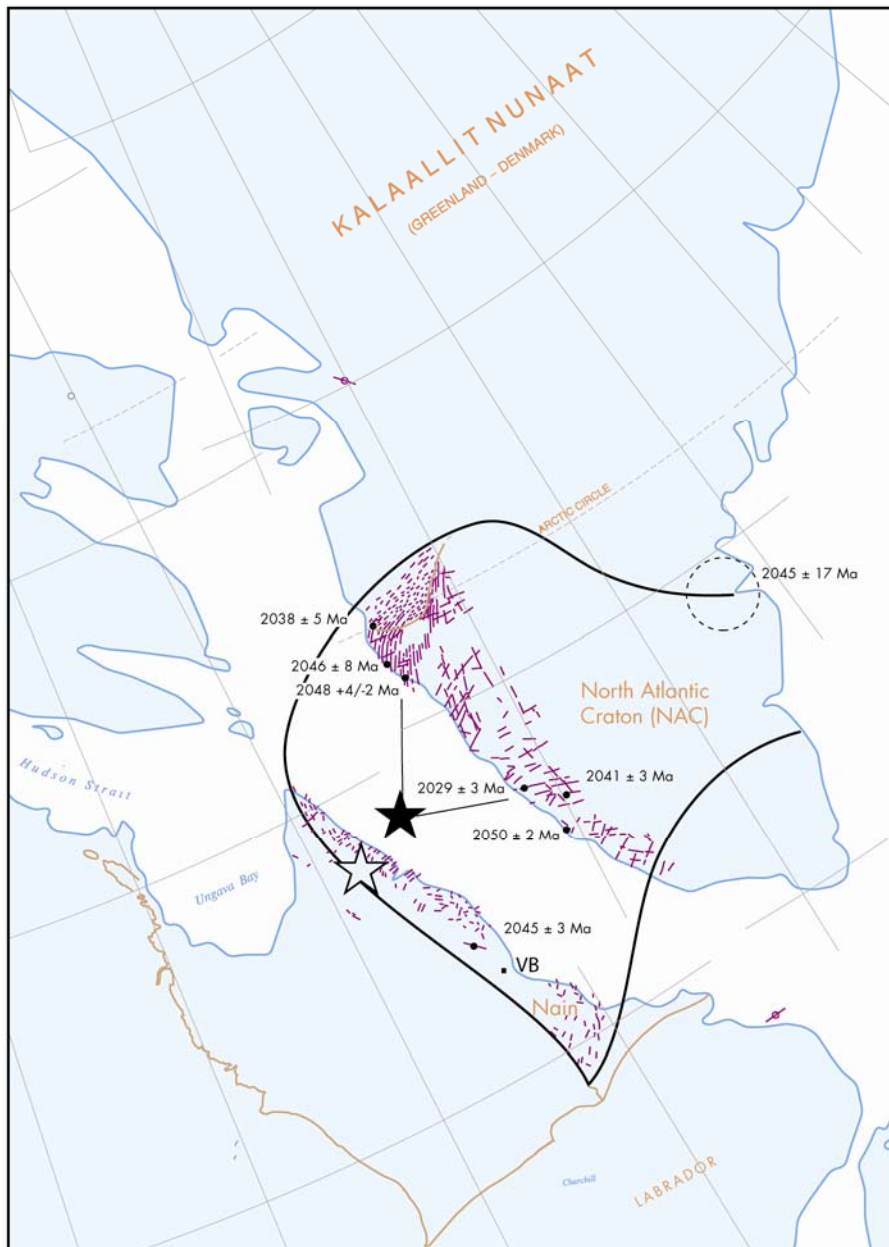 KALAALLIT NUNAAT
(GREENLAND – DENMARK)
ARCTIC CIRCLE
2045 ± 17 Ma
2038 ± 5 Ma
2046 ± 8 Ma
2048 +4/-2 Ma
North Atlantic
Craton (NAC)
Hudson Strait
2029 ± 3 Ma
2041 ± 3 Ma
2050 ± 2 Ma
Ungava Bay
2045 ± 3 Ma
VB
Nain
Churchill
LABRADOR